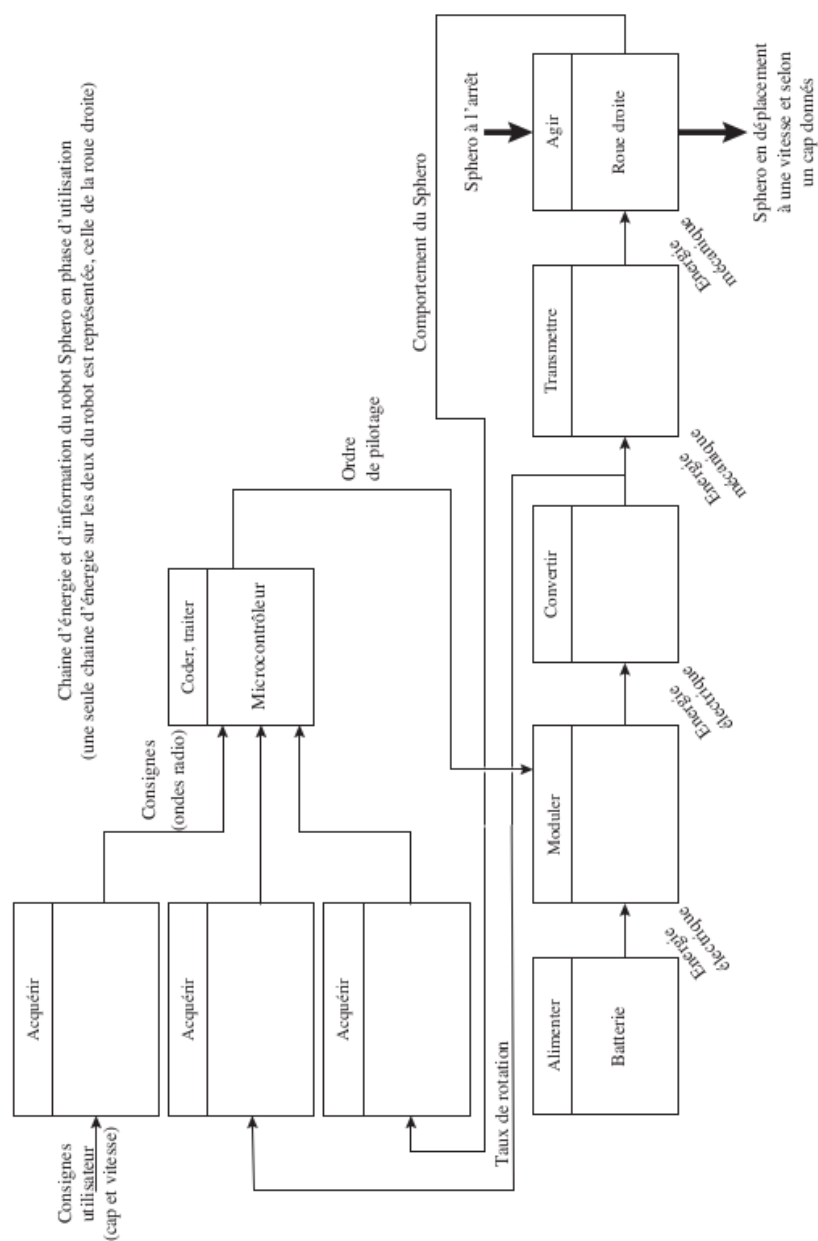 Chaine d'énergie et d'information du robot Sphero en phase d'utilisation
(une seule chaine d'énergie sur les deux du robot est représentée, celle de la roue droite)
Consignes
utilisateur
(cap et vitesse)
Acquérir
Consignes
(ondes radio)
Acquérir
Coder, traiter
Microcontrôleur
Acquérir
Ordre
de pilotage
Comportement du Sphero
Taux de rotation
Sphero à l'arrêt
Alimenter
Batterie
Energie
électrique
Moduler
Energie
électrique
Convertir
Energie
mécanique
Transmettre
Energie
mécanique
Agir
Roue droite
Sphero en déplacement
à une vitesse et selon
un cap donnés